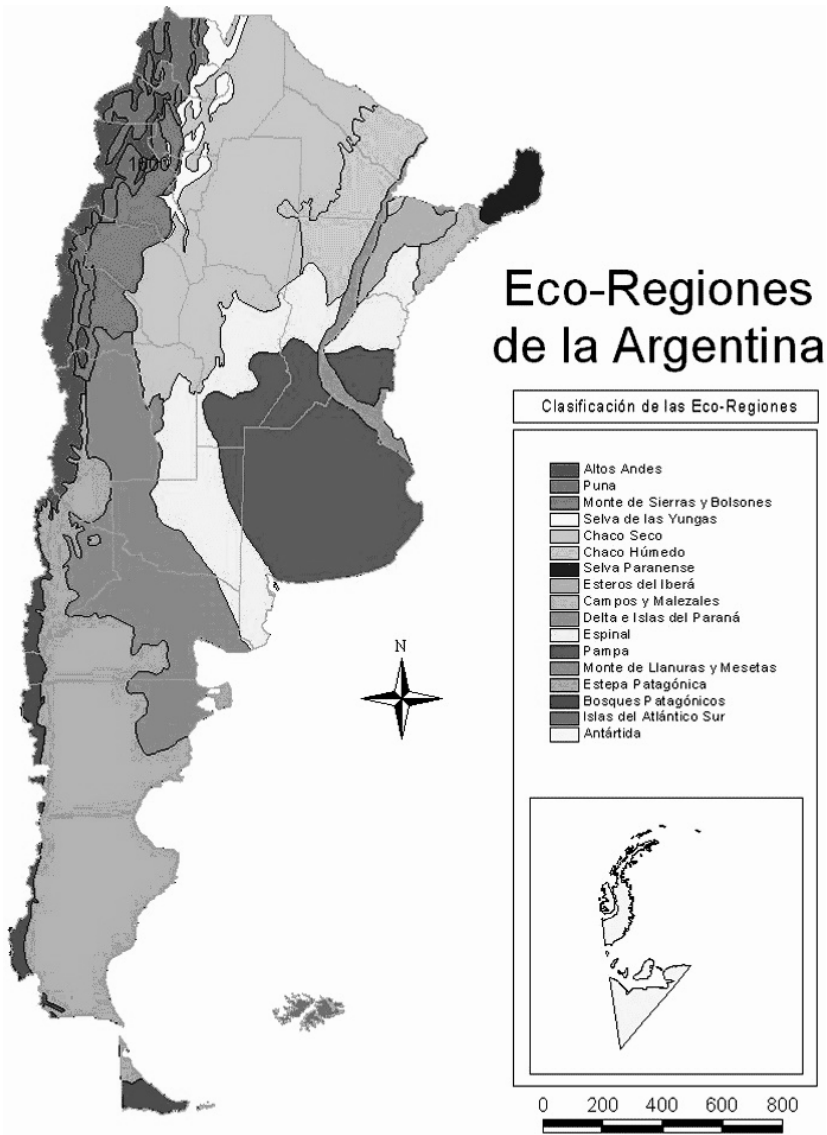 Eco-Regiones
de la Argentina
Clasificación de las Eco-Regiones
Altos Andes
Puna
Monte de Sierras y Bolsones
Selva de las Yungas
Chaco Seco
Chaco Húmedo
Selva Paranense
Esteros del Iberá
Campos y Malezales
Delta e Islas del Paraná
Espinal
Pampa
Monte de Llanuras y Mesetas
Estepa Patagónica
Bosques Patagónicos
Islas del Atlántico Sur
Antártida
N
0 200 400 600 800